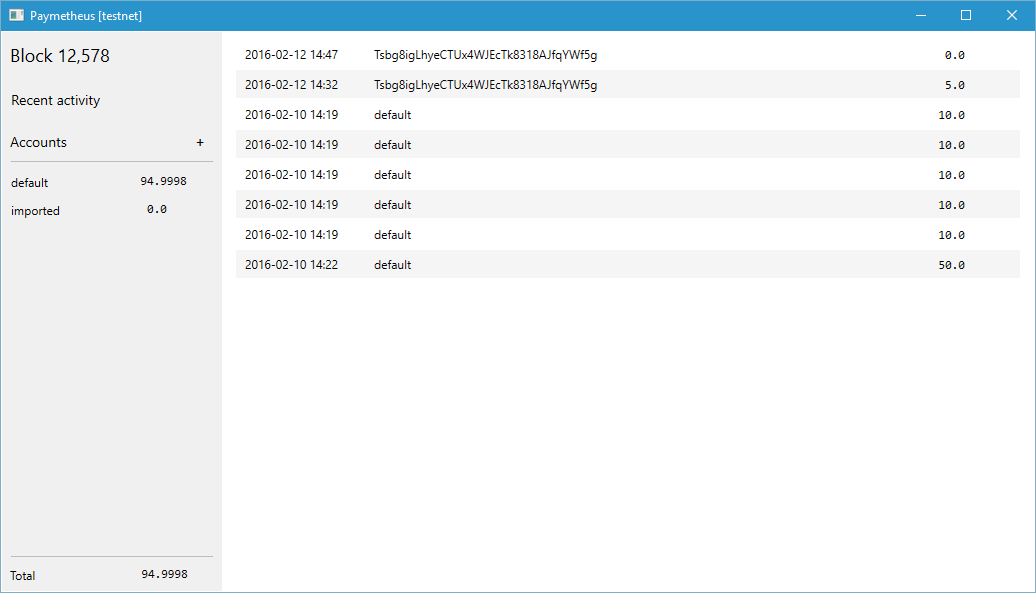 Paymetheus [testnet]
Block 12,578
Recent activity
Accounts +
default 94.9998
imported 0.0
Total 94.9998
2016-02-12 14:47 Tsbg8igLhyeCTUx4WJEcTk8318AJfqYWf5g 0.0
2016-02-12 14:32 Tsbg8igLhyeCTUx4WJEcTk8318AJfqYWf5g 5.0
2016-02-10 14:19 default 10.0
2016-02-10 14:19 default 10.0
2016-02-10 14:19 default 10.0
2016-02-10 14:19 default 10.0
2016-02-10 14:19 default 10.0
2016-02-10 14:22 default 50.0